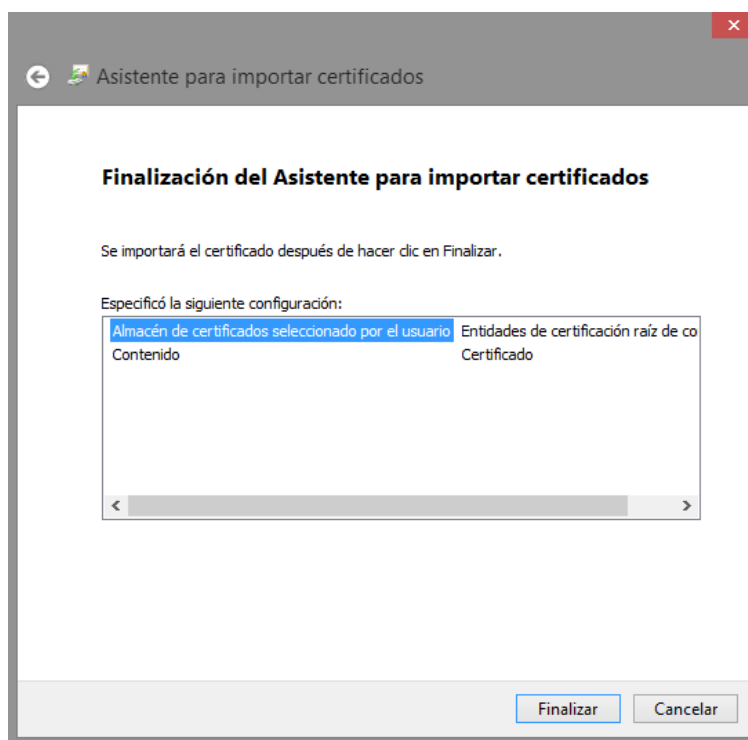 Asistente para importar certificados
Finalización del Asistente para importar certificados
Se importará el certificado después de hacer clic en Finalizar.
Especificó la siguiente configuración:
Almacén de certificados seleccionado por el usuario Entidades de certificación raíz de co
Contenido Certificado
Finalizar Cancelar